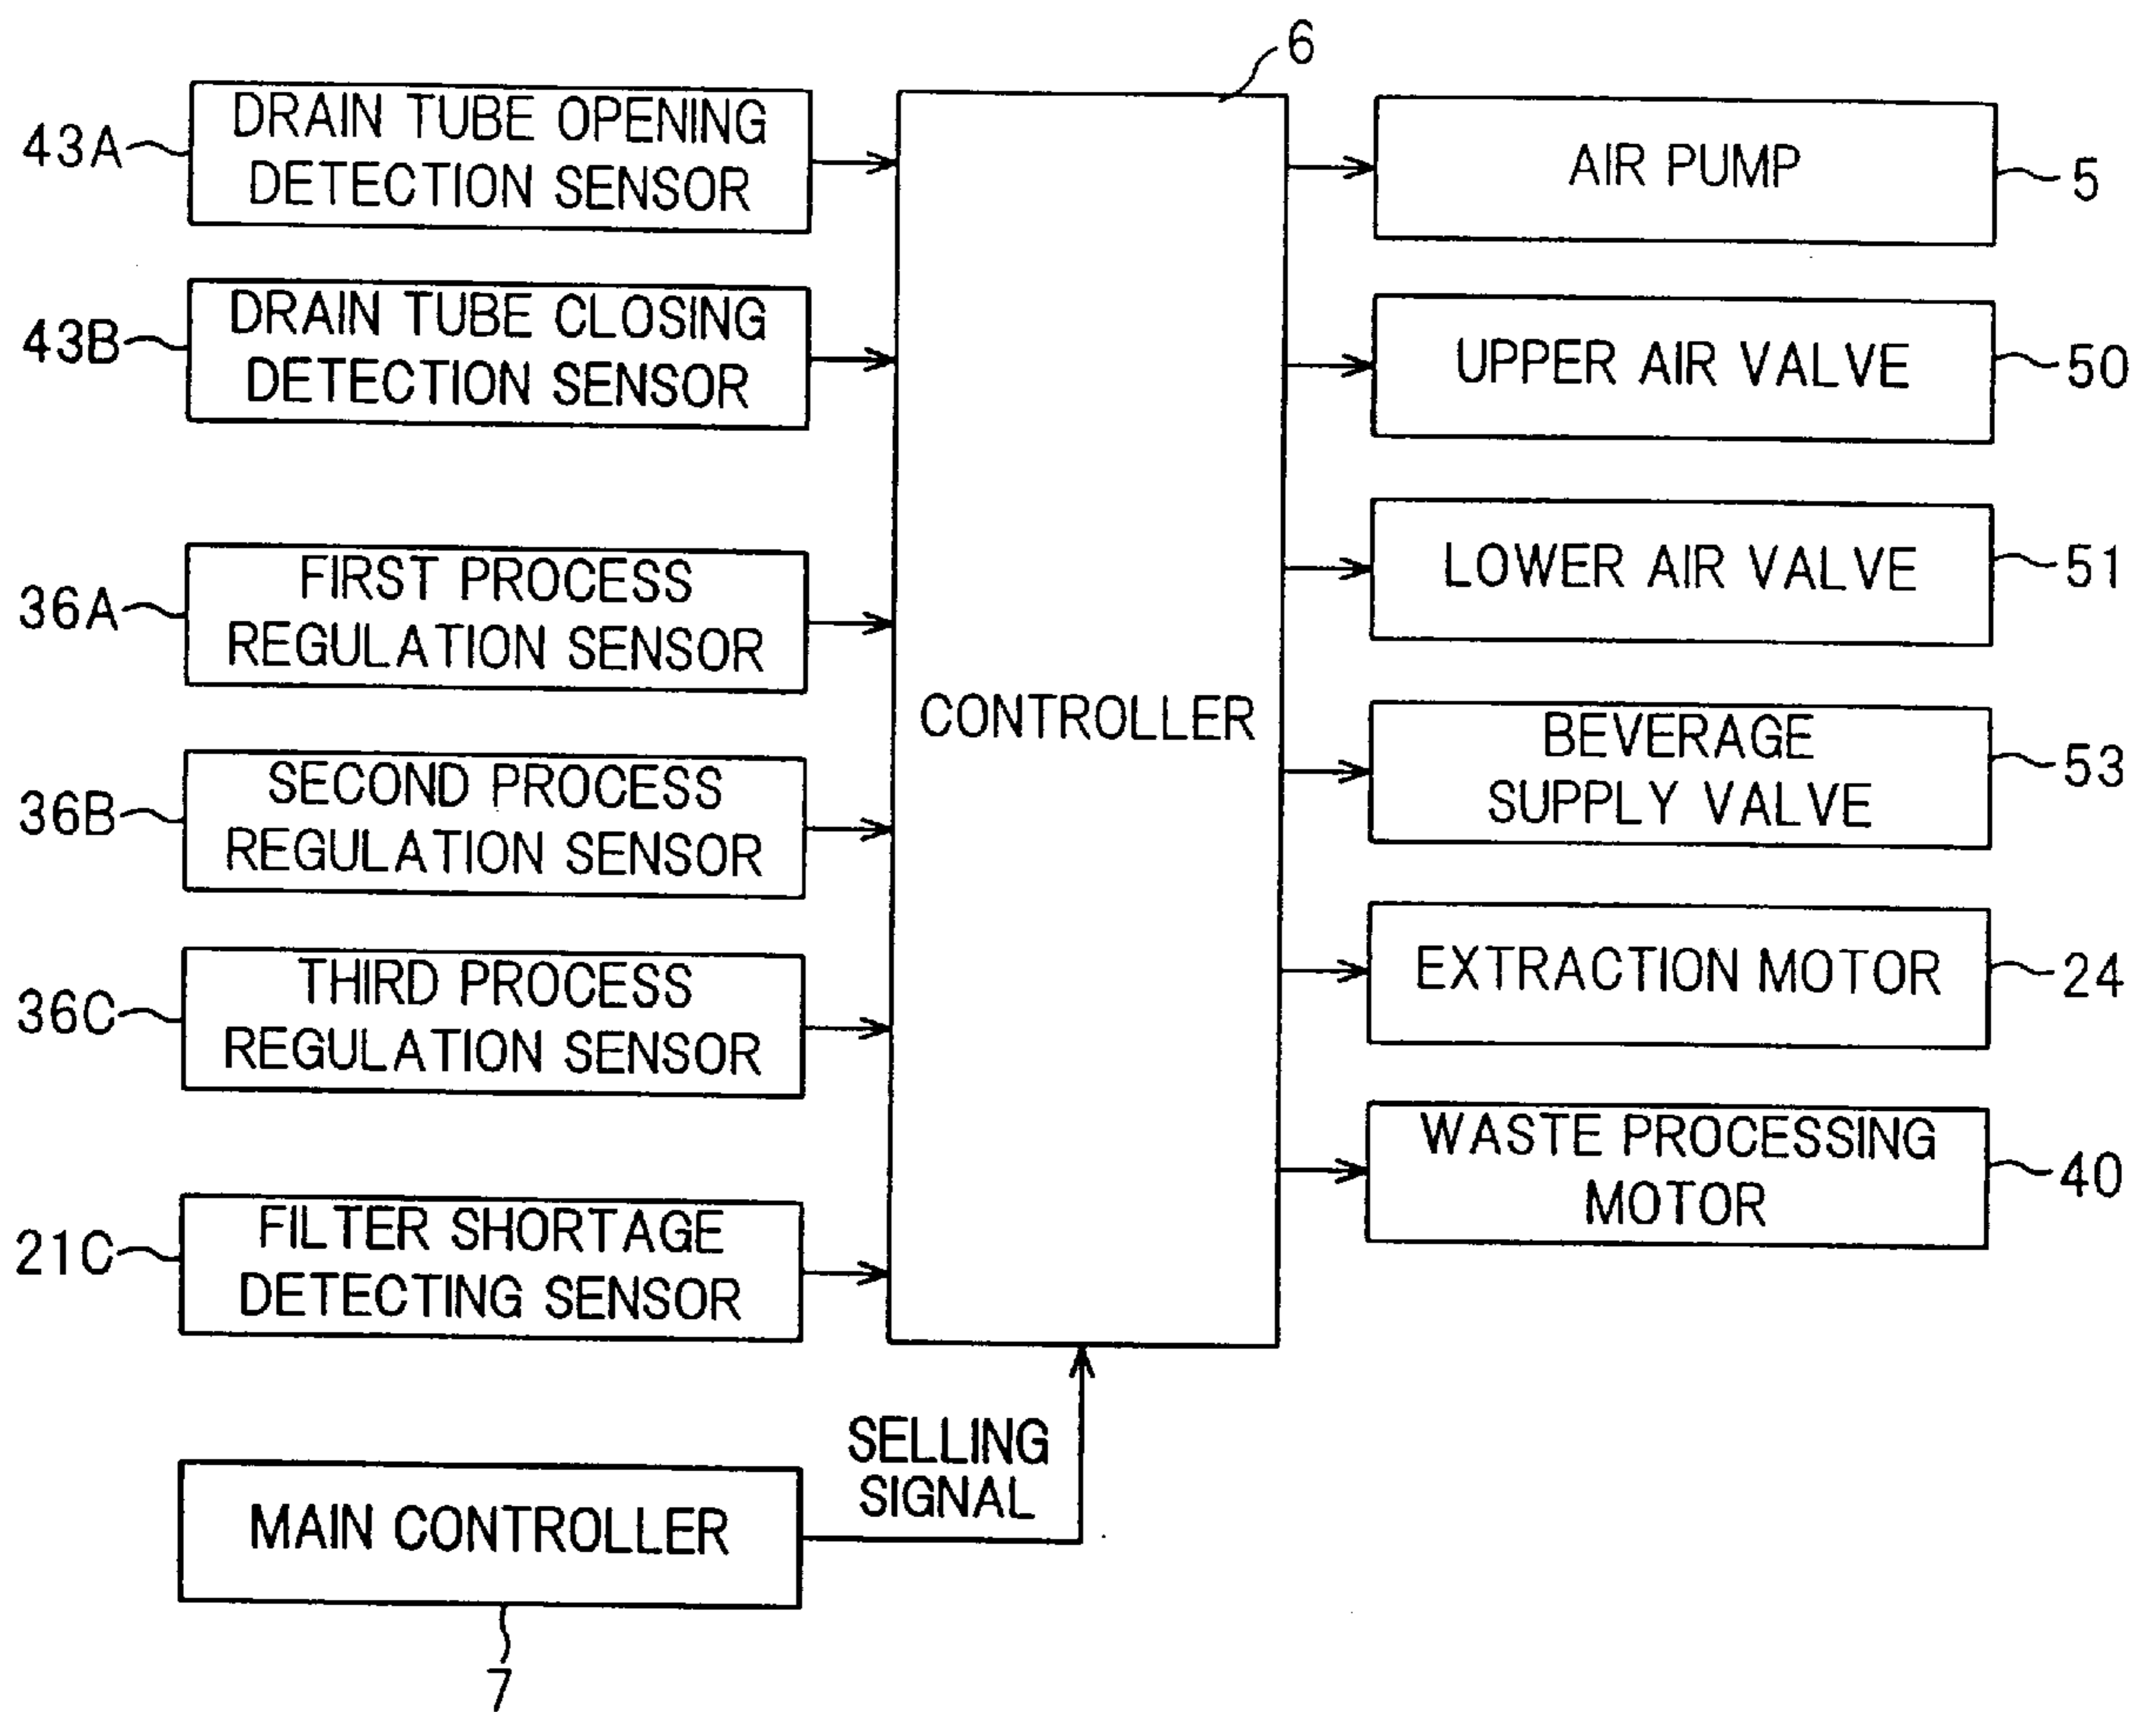 6
43A
DRAIN TUBE OPENING
DETECTION SENSOR
43B
DRAIN TUBE CLOSING
DETECTION SENSOR
36A
FIRST PROCESS
REGULATION SENSOR
36B
SECOND PROCESS
REGULATION SENSOR
36C
THIRD PROCESS
REGULATION SENSOR
21C
FILTER SHORTAGE
DETECTING SENSOR
MAIN CONTROLLER
7
SELLING
SIGNAL
CONTROLLER
AIR PUMP
5
UPPER AIR VALVE
50
LOWER AIR VALVE
51
BEVERAGE
SUPPLY VALVE
53
EXTRACTION MOTOR
24
WASTE PROCESSING
MOTOR
40